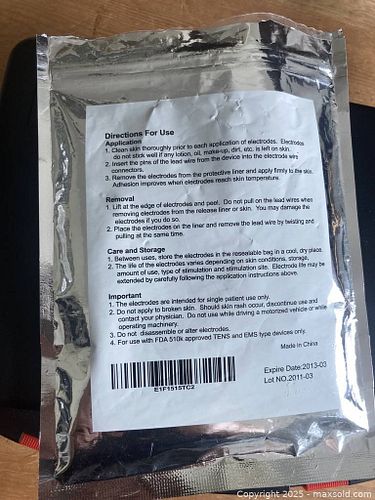 Directions For Use
Application
1. Clean skin thoroughly prior to each application of electrodes. Electrodes
do not stick well if any lotion, oil, make-up, dirt, etc. is left on skin.
2. Insert the pins of the lead wire from the device into the electrode wire
connectors.
3. Remove the electrodes from the protective liner and apply firmly to the skin.
Adhesion improves when electrodes reach skin temperature.
Removal
1. Lift at the edge of electrodes and peel. Do not pull on the lead wires when
removing electrodes from the release liner or skin. You may damage the
electrodes if you do so.
2. Place the electrodes on the liner and remove the lead wire by twisting and
pulling at the same time.
Care and Storage
1. Between uses, store the electrodes in the resealable bag in a cool, dry place.
2. The life of the electrodes varies depending on skin conditions, storage,
amount of use, type of stimulation and stimulation site. Electrode life may be
extended by carefully following the application instructions above.
Important
1. The electrodes are intended for single patient use only.
2. Do not apply to broken skin. Should skin rash occur, discontinue use and
contact your physician. Do not use while driving a motorized vehicle or while
operating machinery.
3. Do not disassemble or alter electrodes.
4. For use with FDA 510k approved TENS and EMS type devices only.
Made in China
E1F1515TC2
Expire Date:2013-03
Lot NO.2011-03
Copyright © 2025 - maxsold.com